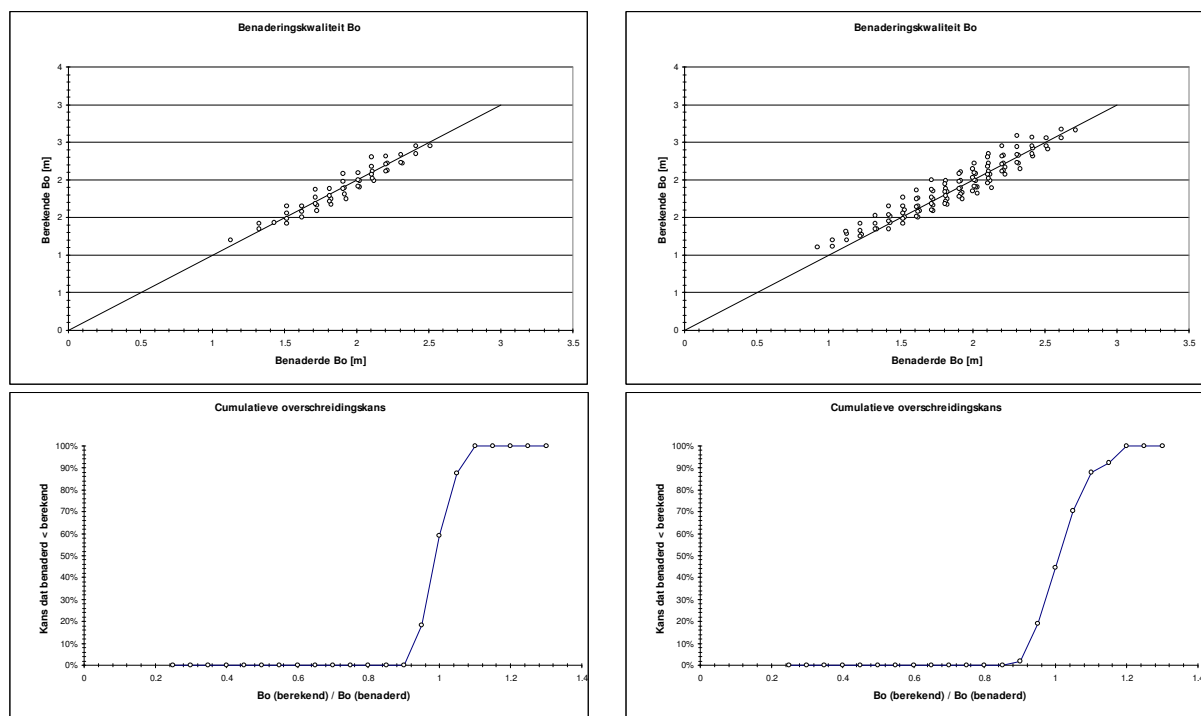 Benaderingskwaliteit Bo
4
3
3
2
2
1
1
0
0 0.5 1 1.5 2 2.5 3 3.5
Berekende Bo [m]
Benaderde Bo [m]
Benaderingskwaliteit Bo
4
3
3
2
2
1
1
0
0 0.5 1 1.5 2 2.5 3 3.5
Berekende Bo [m]
Benaderde Bo [m]
Cumulatieve overschreidingskans
100%
90%
80%
70%
60%
50%
40%
30%
20%
10%
0%
0 0.2 0.4 0.6 0.8 1 1.2 1.4
Kans dat benaderd < berekend
Bo (berekend) / Bo (benaderd)
Cumulatieve overschreidingskans
100%
90%
80%
70%
60%
50%
40%
30%
20%
10%
0%
0 0.2 0.4 0.6 0.8 1 1.2 1.4
Kans dat benaderd < berekend
Bo (berekend) / Bo (benaderd)